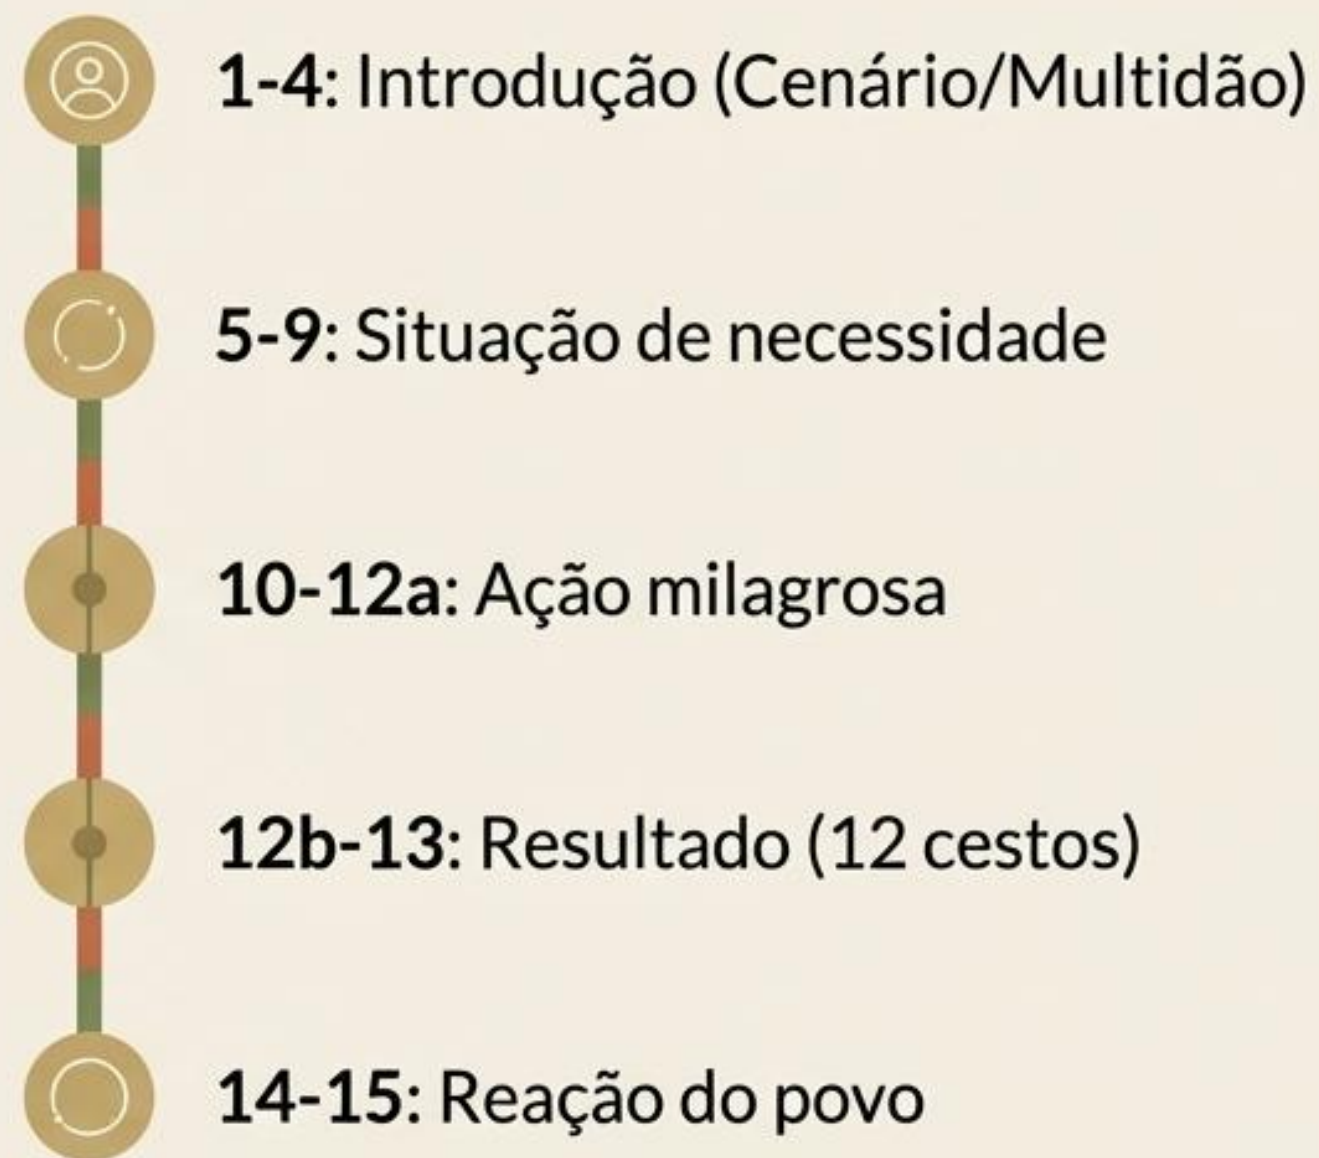 1-4: Introdução (Cenário/Multidão)
5-9: Situação de necessidade
10-12a: Ação milagrosa
12b-13: Resultado (12 cestos)
14-15: Reação do povo